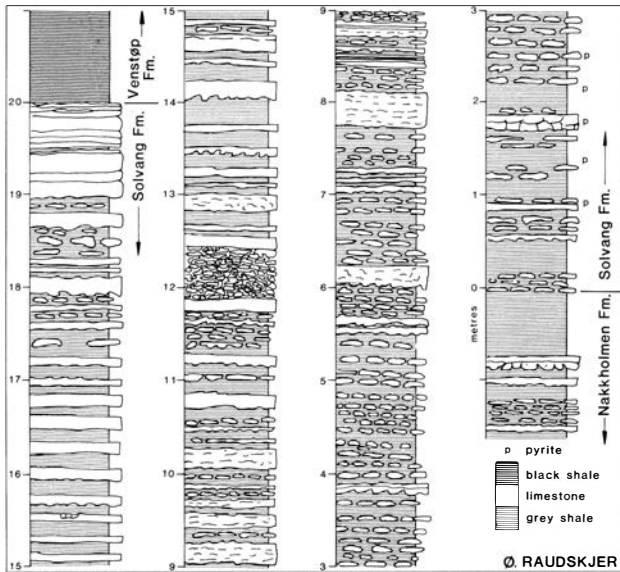 20
19
18
17
16
15
Venstøp Fm.
Solvang Fm.
15
14
13
12
11
10
9
9
8
7
6
5
4
3
3
2
1
0
metres
p
p
p
p
Solvang Fm.
Nakkholmen Fm.
p pyrite
black shale
limestone
grey shale
Ø. RAUDSKJER